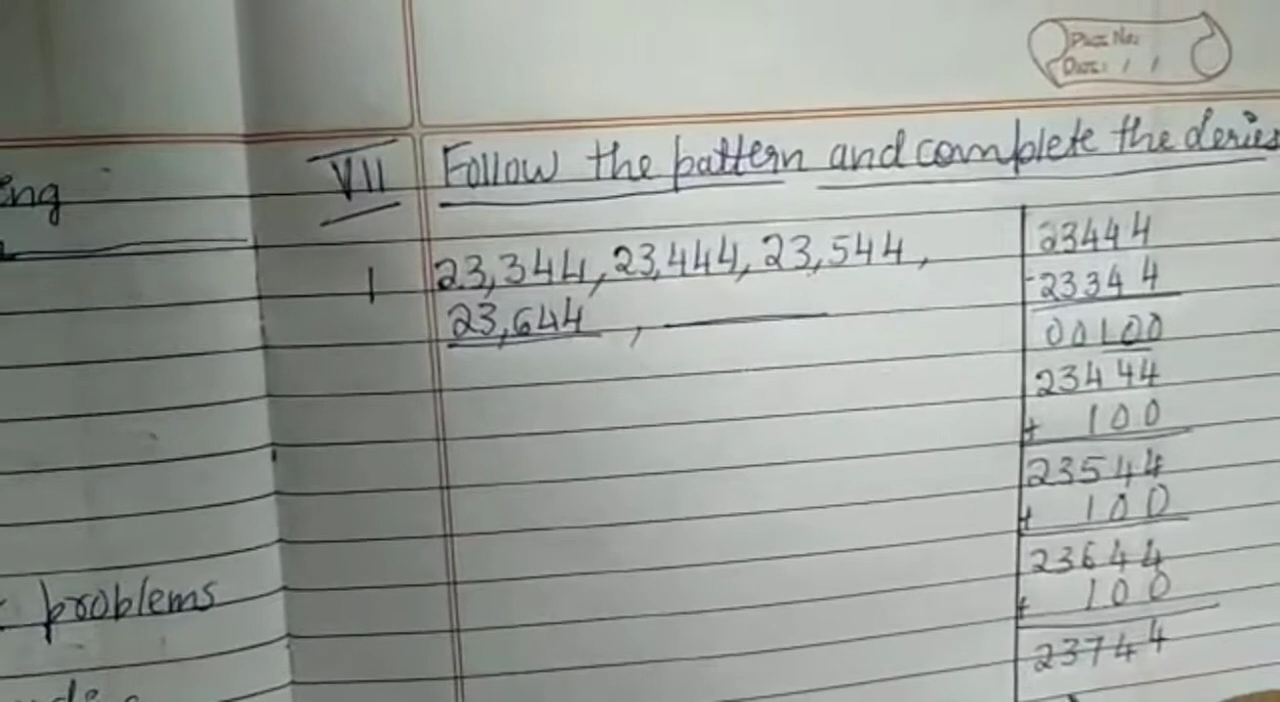 Page No:
Date: / /
ing
VII Follow the pattern and complete the series
1 23,344, 23,444, 23,544,
23,644, ________
23444
-23344
00100
23444
+ 100
23544
+ 100
23644
+ 100
23744
problems